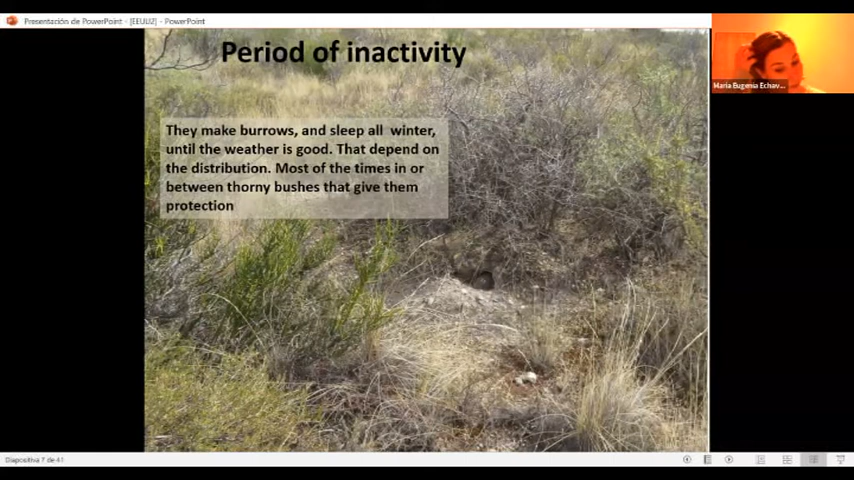 Presentación de PowerPoint - [EEUU2] - PowerPoint
Period of inactivity
Maria Eugenia Echav...
They make burrows, and sleep all winter,
until the weather is good. That depend on
the distribution. Most of the times in or
between thorny bushes that give them
protection
Diapositiva 7 de 41